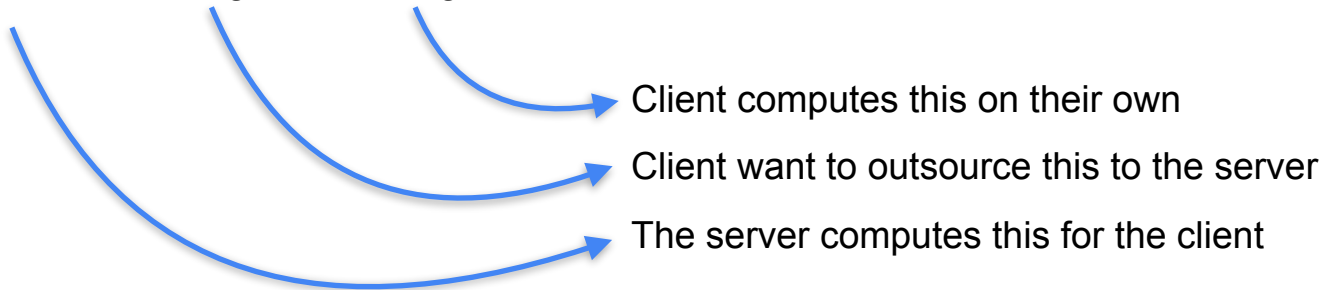 Client computes this on their own
Client want to outsource this to the server
The server computes this for the client